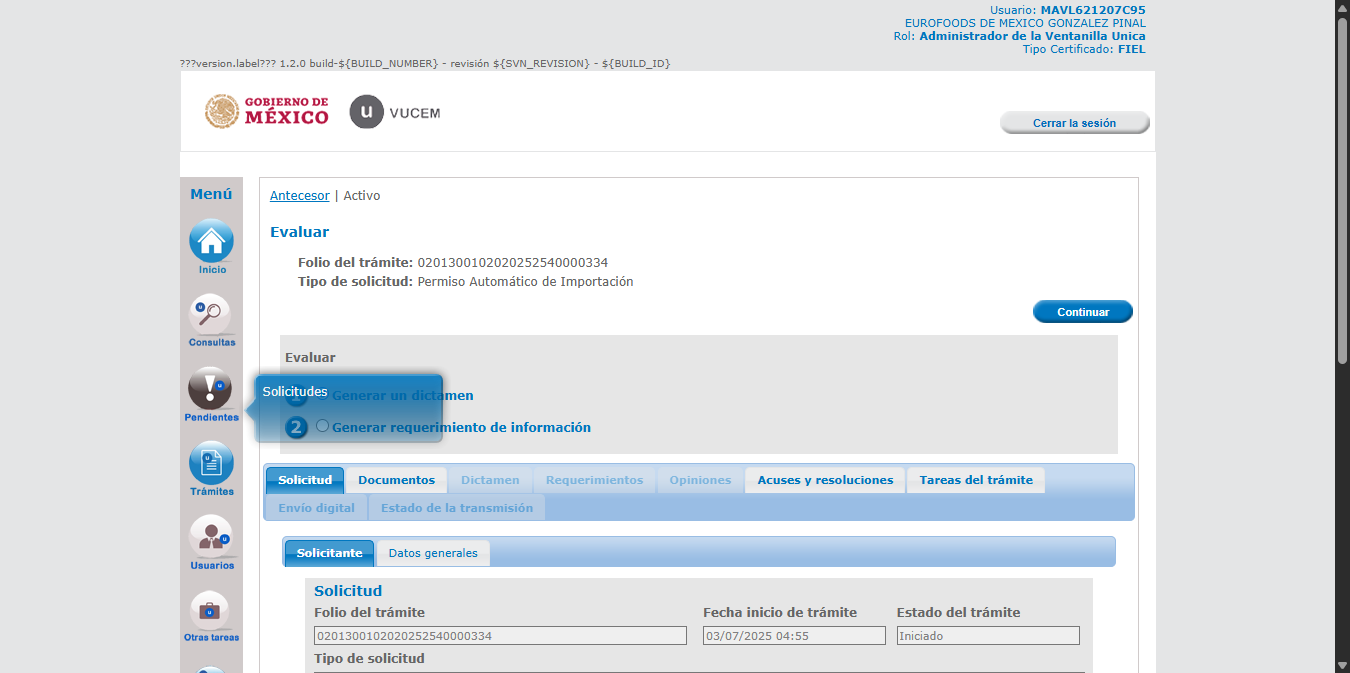 Usuario: MAVL621207C95
EUROFOODS DE MEXICO GONZALEZ PINAL
Rol: Administrador de la Ventanilla Unica
Tipo Certificado: FIEL
???version.label??? 1.2.0 build-${BUILD_NUMBER} - revisión ${SVN_REVISION} - ${BUILD_ID}
GOBIERNO DE
MÉXICO
U VUCEM
Cerrar la sesión
Menú
Inicio
Consultas
Pendientes
Trámites
Usuarios
Otras tareas
Antecesor | Activo
Evaluar
Folio del trámite: 0201300102020252540000334
Tipo de solicitud: Permiso Automático de Importación
Continuar
Evaluar
Solicitudes
1 Generar un dictamen
2 Generar requerimiento de información
Solicitud Documentos Dictamen Requerimientos Opiniones Acuses y resoluciones Tareas del trámite
Envío digital Estado de la transmisión
Solicitante Datos generales
Solicitud
Folio del trámite Fecha inicio de trámite Estado del trámite
0201300102020252540000334 03/07/2025 04:55 Iniciado
Tipo de solicitud